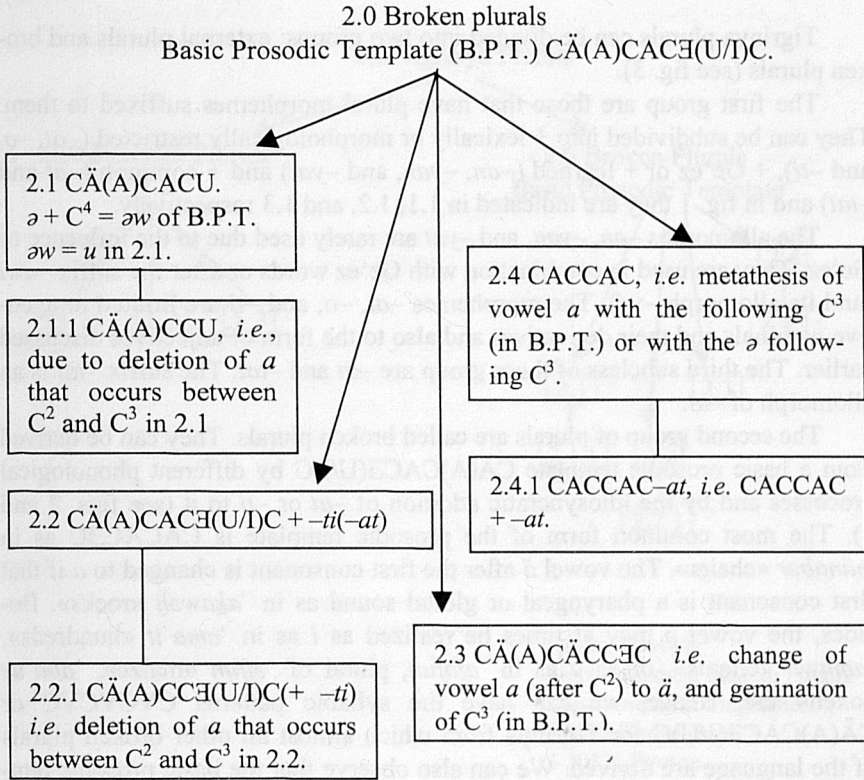 2.0 Broken plurals
Basic Prosodic Template (B.P.T.) CÄ(A)CACƎ(U/I)C.
2.1 CÄ(A)CACU.
ə + C⁴ = əw of B.P.T.
əw = u in 2.1
2.1.1 CÄ(A)CCU, i.e.,
due to deletion of a
that occurs between
C² and C³ in 2.1
2.2 CÄ(A)CACƎ(U/I)C + –ti(–at)
2.2.1 CÄ(A)CCƎ(U/I)C(+ –ti)
i.e. deletion of a that occurs
between C² and C³ in 2.2.
2.4 CACCAC, i.e. metathesis of
vowel a with the following C³
(in B.P.T.) or with the ə follow-
ing C³.
2.4.1 CACCAC–at, i.e. CACCAC
+–at.
2.3 CÄ(A)CÄCCƎC i.e. change of
vowel a (after C²) to ä, and gemination
of C³ (in B.P.T.).